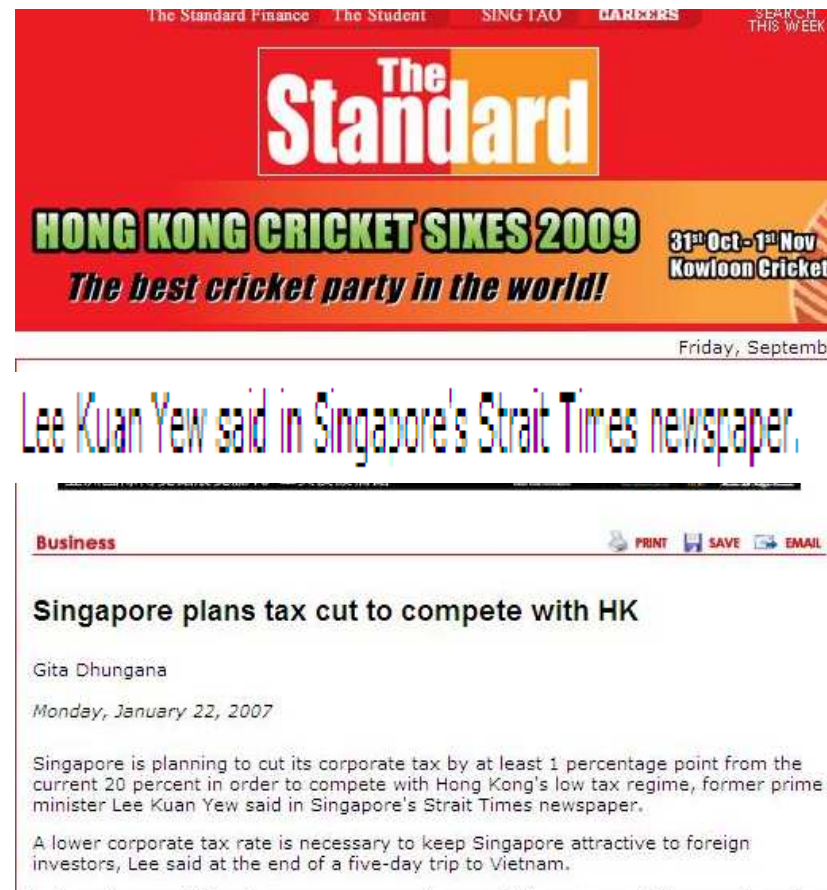 The Standard Finance The Student SING TAO CAREERS SEARCH
THIS WEEK
The
Standard
HONG KONG CRICKET SIXES 2009
31st Oct - 1st Nov
Kowloon Cricket
The best cricket party in the world!
Friday, Septemb
Lee Kuan Yew said in Singapore's Strait Times newspaper.
Business PRINT SAVE EMAIL
Singapore plans tax cut to compete with HK
Gita Dhungana
Monday, January 22, 2007
Singapore is planning to cut its corporate tax by at least 1 percentage point from the
current 20 percent in order to compete with Hong Kong's low tax regime, former prime
minister Lee Kuan Yew said in Singapore's Strait Times newspaper.
A lower corporate tax rate is necessary to keep Singapore attractive to foreign
investors, Lee said at the end of a five-day trip to Vietnam.